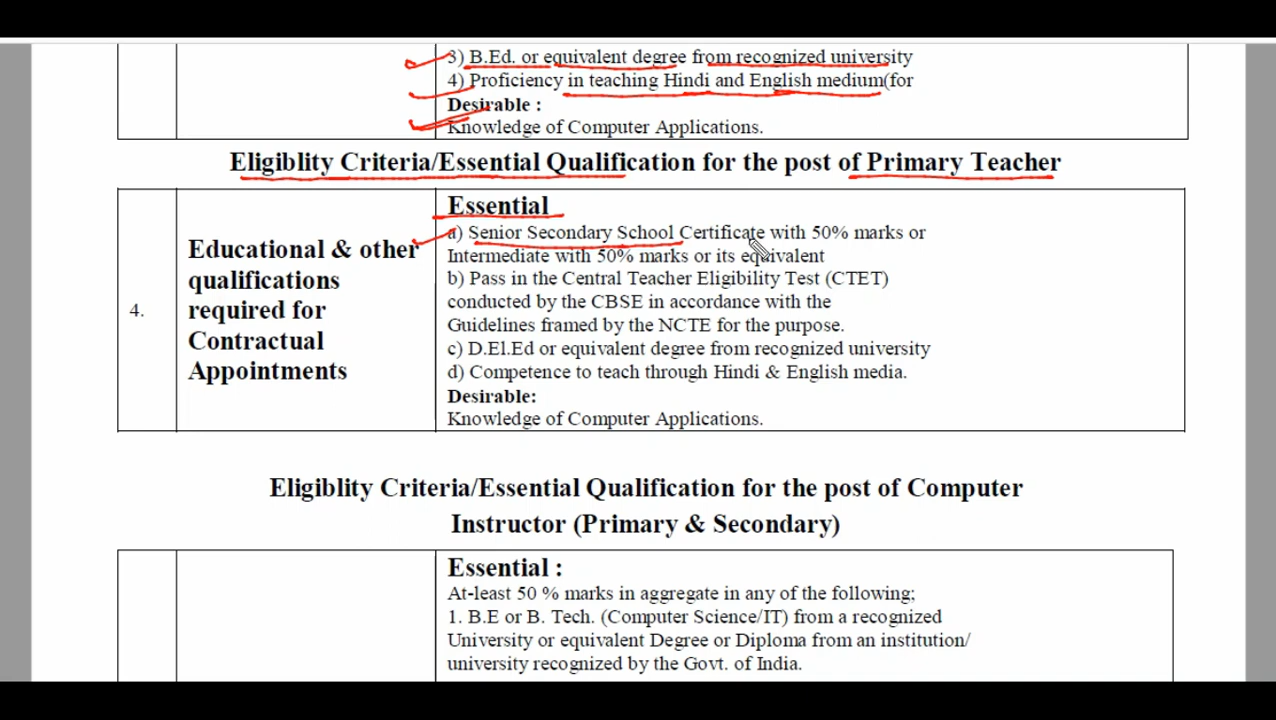 3) B.Ed. or equivalent degree from recognized university
4) Proficiency in teaching Hindi and English medium(for
Desirable :
Knowledge of Computer Applications.
Eligiblity Criteria/Essential Qualification for the post of Primary Teacher
4.
Educational & other
qualifications
required for
Contractual
Appointments
Essential
a) Senior Secondary School Certificate with 50% marks or
Intermediate with 50% marks or its equivalent
b) Pass in the Central Teacher Eligibility Test (CTET)
conducted by the CBSE in accordance with the
Guidelines framed by the NCTE for the purpose.
c) D.El.Ed or equivalent degree from recognized university
d) Competence to teach through Hindi & English media.
Desirable:
Knowledge of Computer Applications.
Eligiblity Criteria/Essential Qualification for the post of Computer
Instructor (Primary & Secondary)
Essential :
At-least 50 % marks in aggregate in any of the following;
1. B.E or B. Tech. (Computer Science/IT) from a recognized
University or equivalent Degree or Diploma from an institution/
university recognized by the Govt. of India.